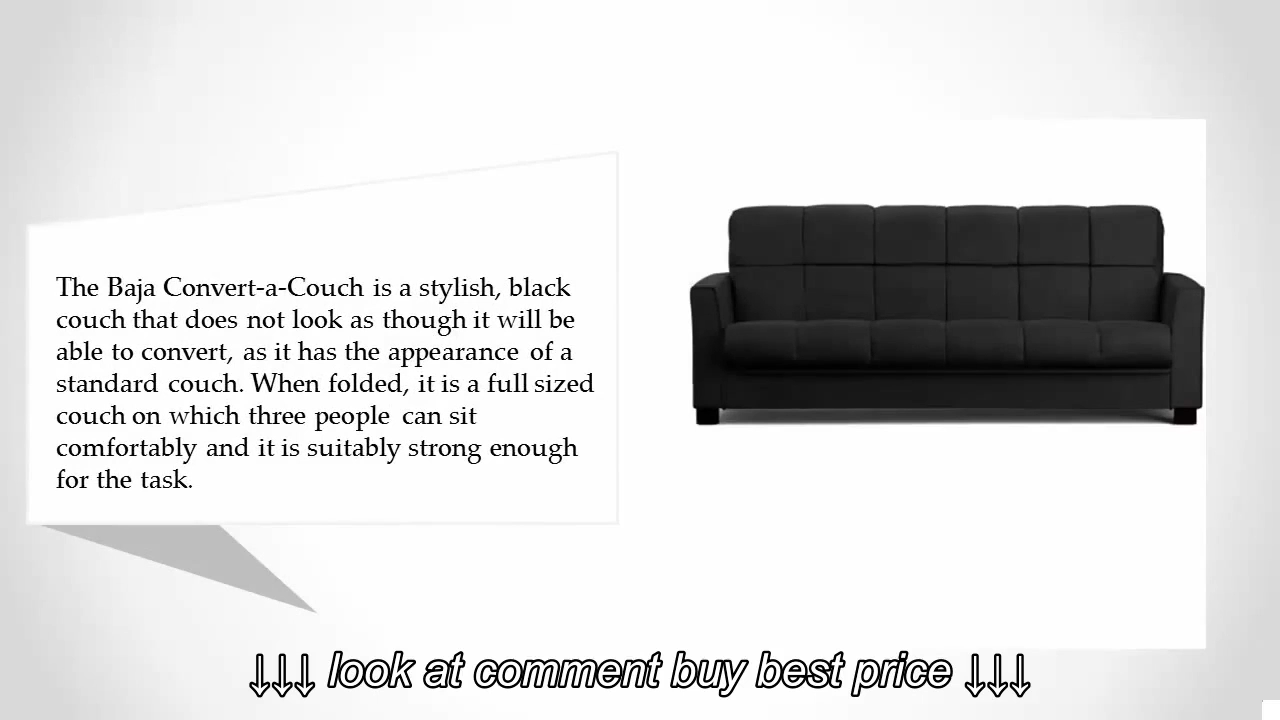 The Baja Convert-a-Couch is a stylish, black
couch that does not look as though it will be
able to convert, as it has the appearance of a
standard couch. When folded, it is a full sized
couch on which three people can sit
comfortably and it is suitably strong enough
for the task.
↓↓↓ look at comment buy best price ↓↓↓